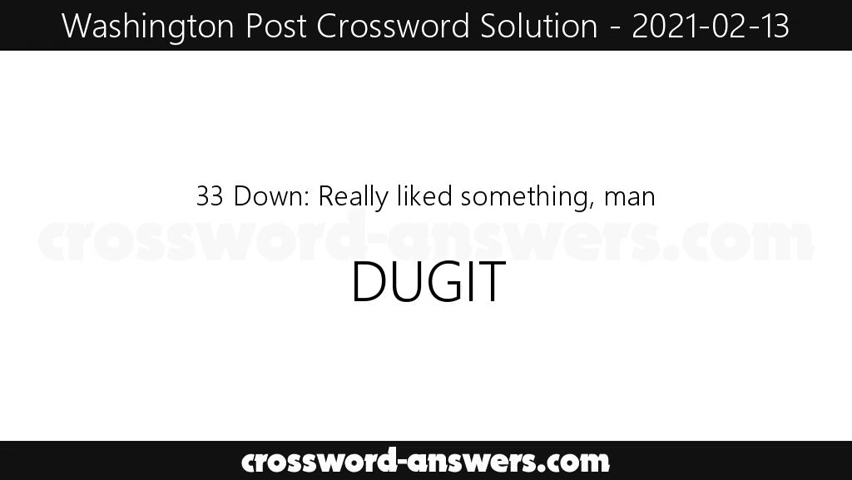 Washington Post Crossword Solution - 2021-02-13
33 Down: Really liked something, man
crossword-answers.com
DUGIT
crossword-answers.com